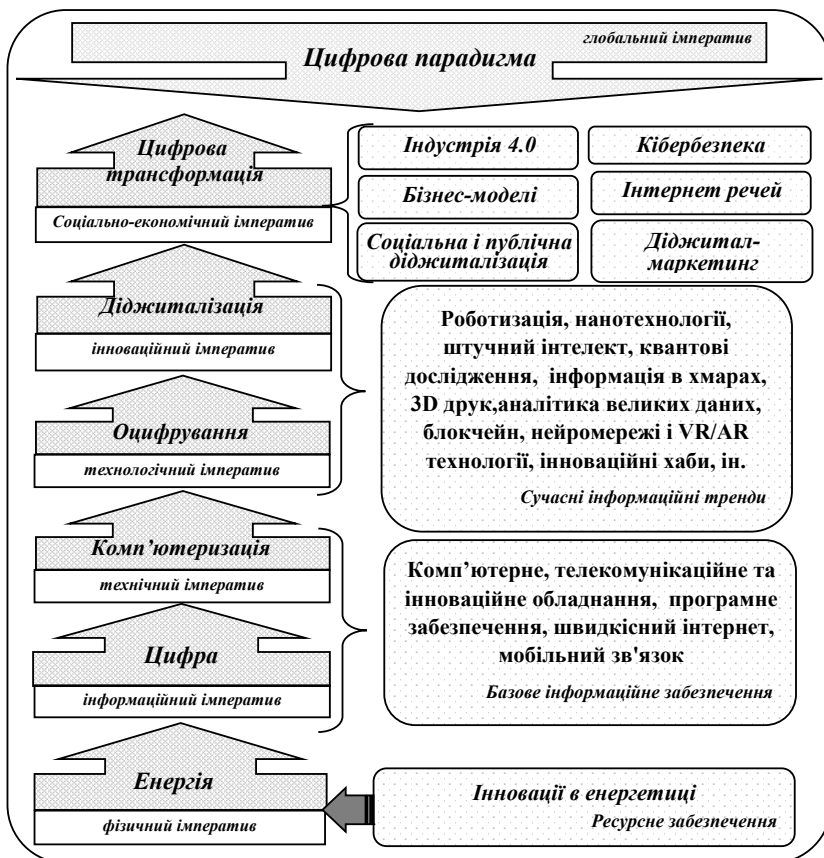 глобальний імператив
Цифрова парадигма
Цифрова
трансформація
Соціально-економічний імператив
Індустрія 4.0
Кібербезпека
Бізнес-моделі
Інтернет речей
Соціальна і публічна
діджиталізація
Діджитал-
маркетинг
Діджиталізація
інноваційний імператив
Оцифрування
технологічний імператив
Роботизація, нанотехнології,
штучний інтелект, квантові
дослідження, інформація в хмарах,
3D друк,аналітика великих даних,
блокчейн, нейромережі і VR/AR
технології, інноваційні хаби, ін.
Сучасні інформаційні тренди
Комп’ютеризація
технічний імператив
Цифра
інформаційний імператив
Комп’ютерне, телекомунікаційне та
інноваційне обладнання, програмне
забезпечення, швидкісний інтернет,
мобільний зв'язок
Базове інформаційне забезпечення
Енергія
фізичний імператив
Інновації в енергетиці
Ресурсне забезпечення